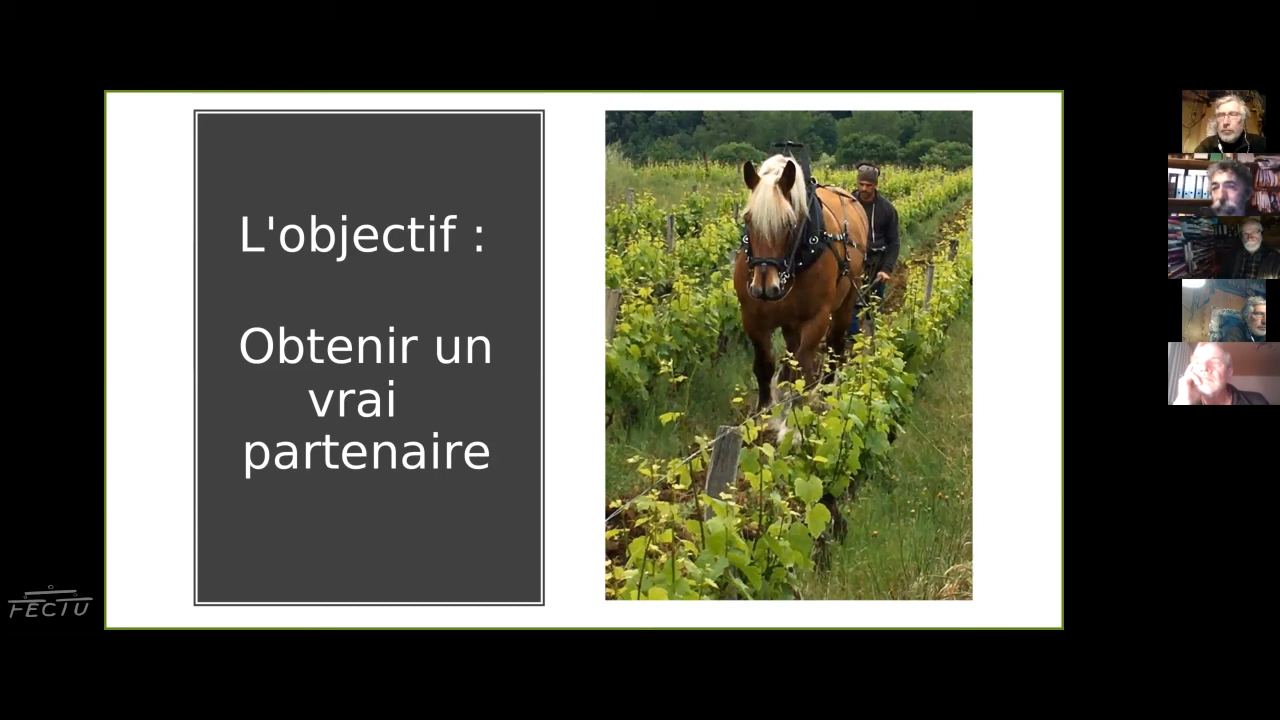 L'objectif :
Obtenir un
vrai
partenaire
FECTU